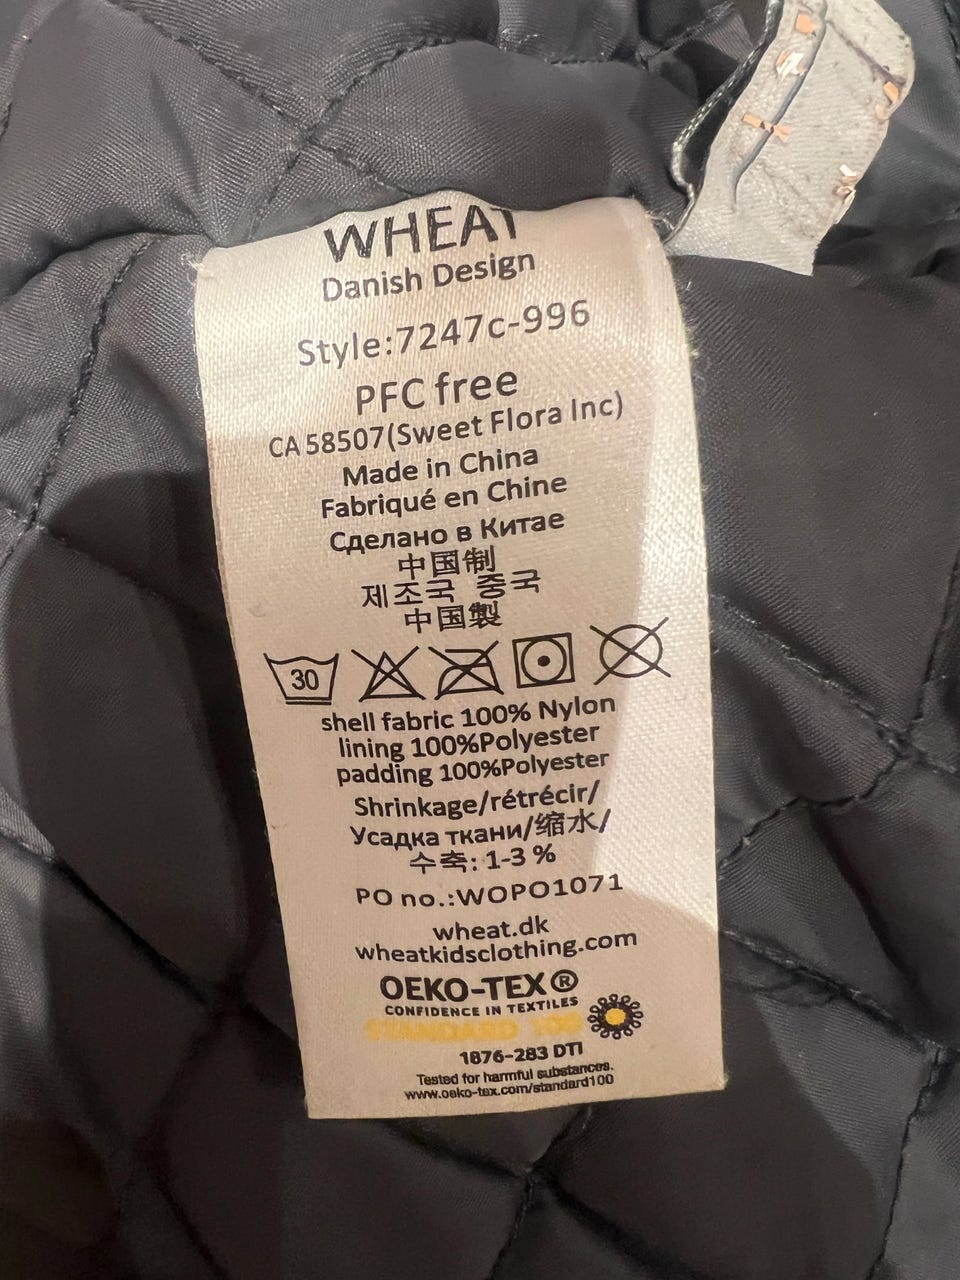 WHEAT
Danish Design
Style:7247c-996
PFC free
CA 58507(Sweet Flora Inc)
Made in China
Fabriqué en Chine
Сделано в Китае
中国制
제조국 중국
中国製
30
shell fabric 100% Nylon
lining 100%Polyester
padding 100%Polyester
Shrinkage/rétrécir/
Усадка ткани/缩水/
수축: 1-3 %
PO no.:WOPO1071
wheat.dk
wheatkidsclothing.com
OEKO-TEX®
CONFIDENCE IN TEXTILES
STANDARD 100
1876-283 DTI
Tested for harmful substances.
www.oeko-tex.com/standard100